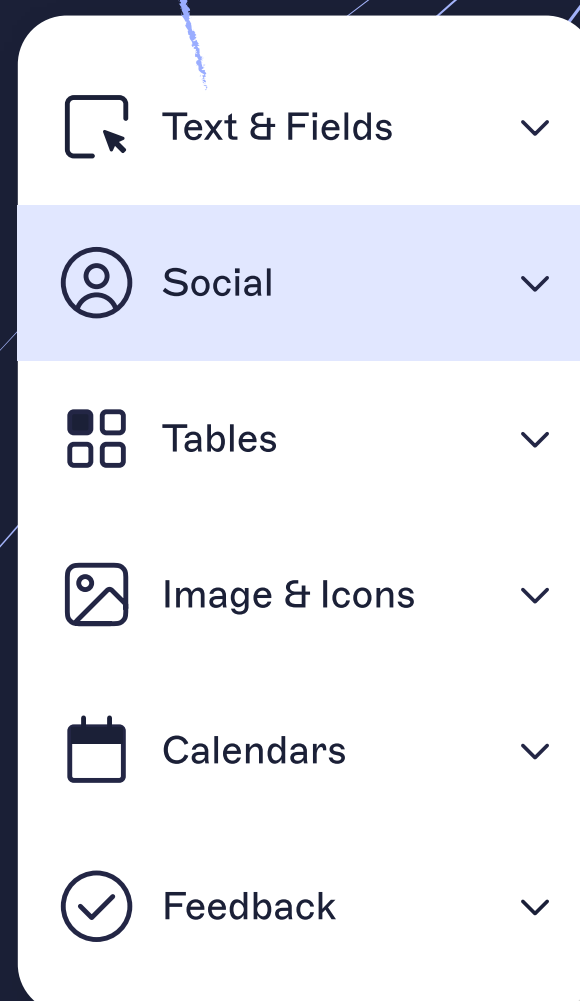 Text & Fields
Social
Tables
Image & Icons
Calendars
Feedback